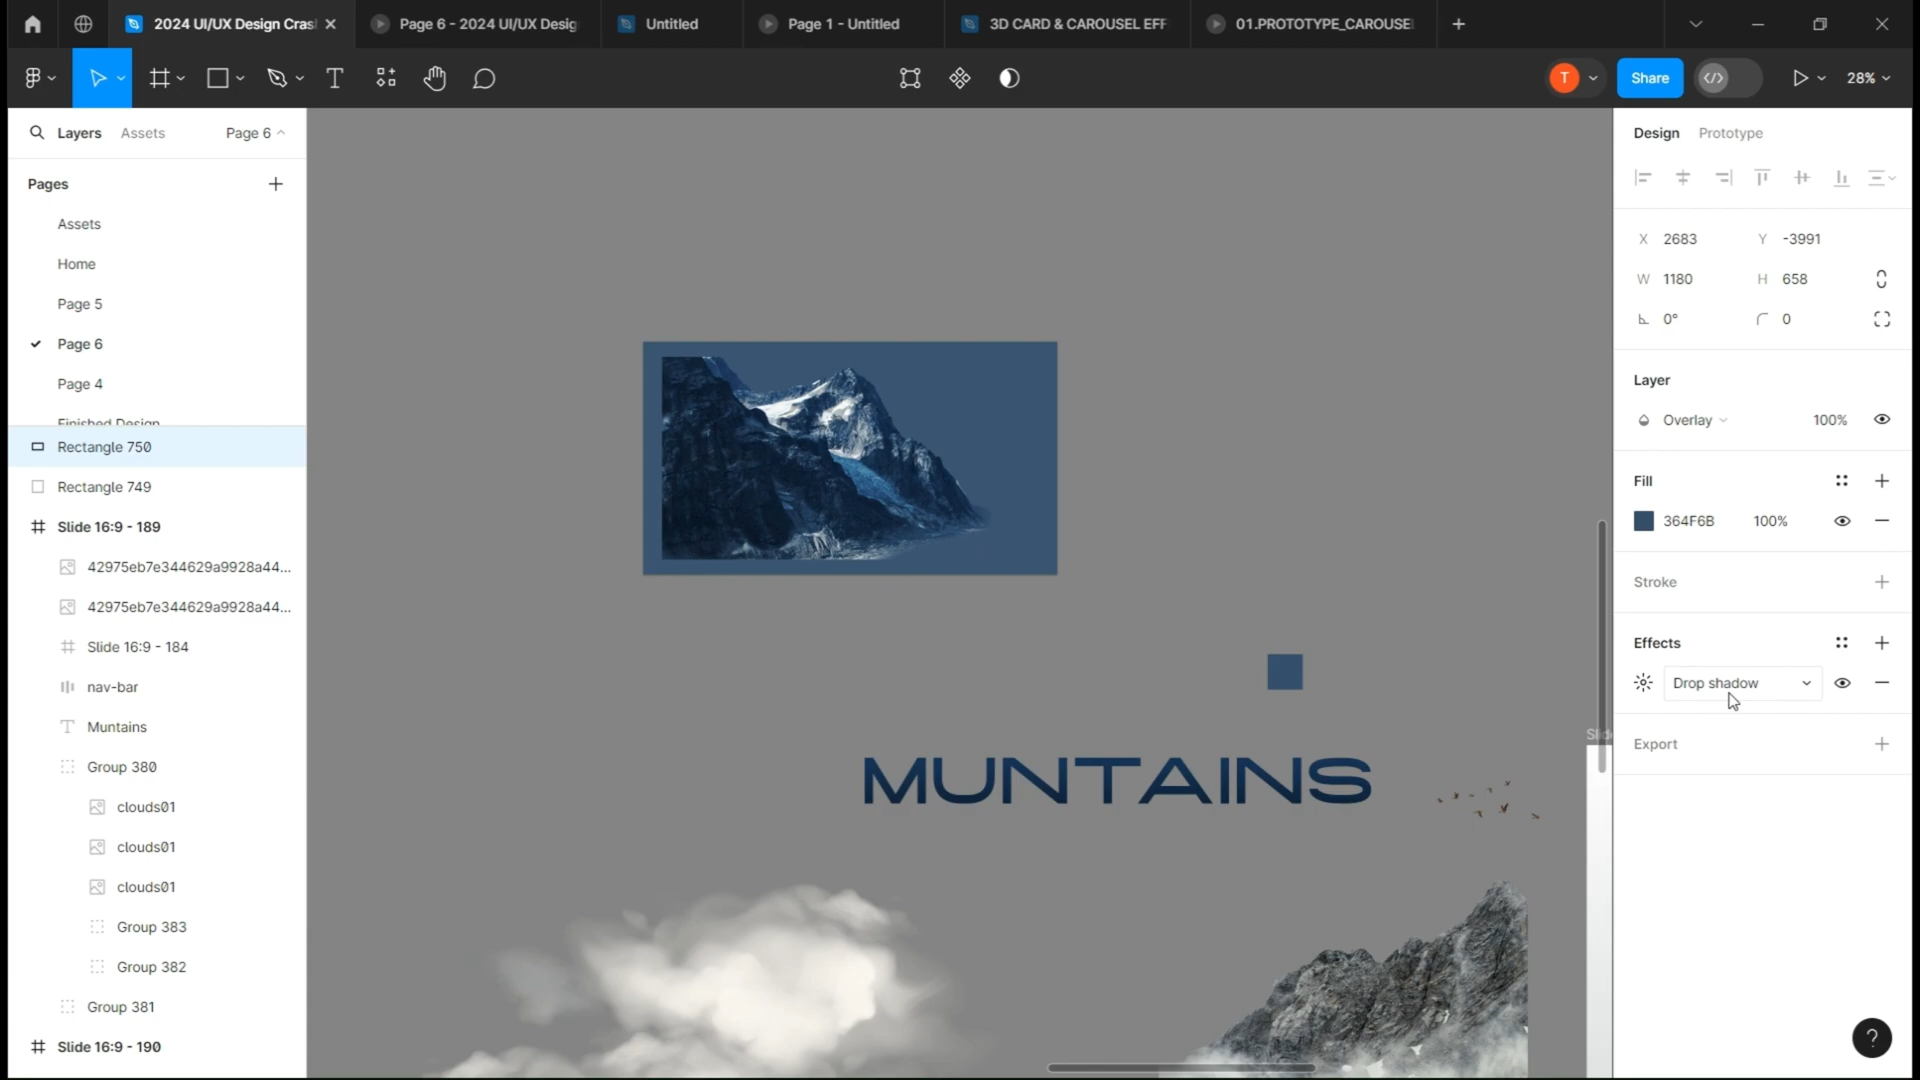 2024 UI/UX Design Cras
Page 6 - 2024 UI/UX Desig
Untitled
Page 1 - Untitled
3D CARD & CAROUSEL EFF
01.PROTOTYPE_CAROUSE
T
Share
28%
Layers
Assets
Page 6
Pages
Assets
Home
Page 5
Page 6
Page 4
Finished Design
Rectangle 750
Rectangle 749
Slide 16:9 - 189
42975eb7e344629a9928a44...
42975eb7e344629a9928a44...
Slide 16:9 - 184
nav-bar
Muntains
Group 380
clouds01
clouds01
clouds01
Group 383
Group 382
Group 381
Slide 16:9 - 190
MUNTAINS
Slid
Design
Prototype
X 2683
Y -3991
W 1180
H 658
0°
0
Layer
Overlay
100%
Fill
364F6B
100%
Stroke
Effects
Drop shadow
Export
?